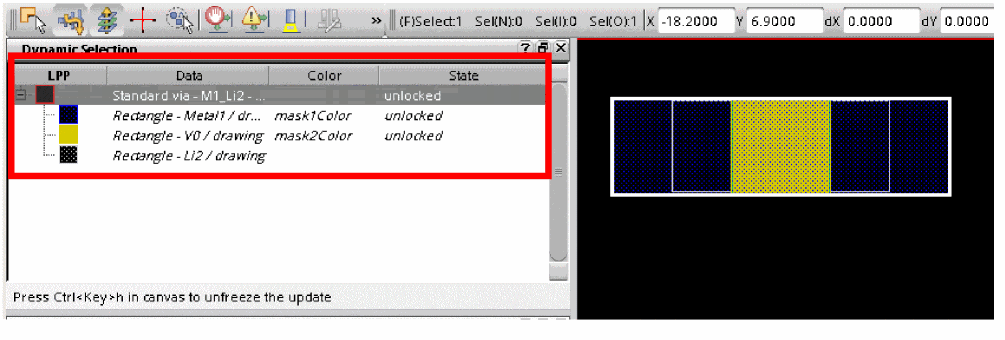 » (F)Select:1 Sel(N):0 Sel(I):0 Sel(O):1 X -18.2000 Y 6.9000 dX 0.0000 dY 0.0000
Dynamic Selection ? X
LPP Data Color State
Standard via - M1_Li2 - ... unlocked
Rectangle - Metal1 / dr... mask1Color unlocked
Rectangle - V0 / drawing mask2Color unlocked
Rectangle - Li2 / drawing
Press Ctrl<Key>h in canvas to unfreeze the update